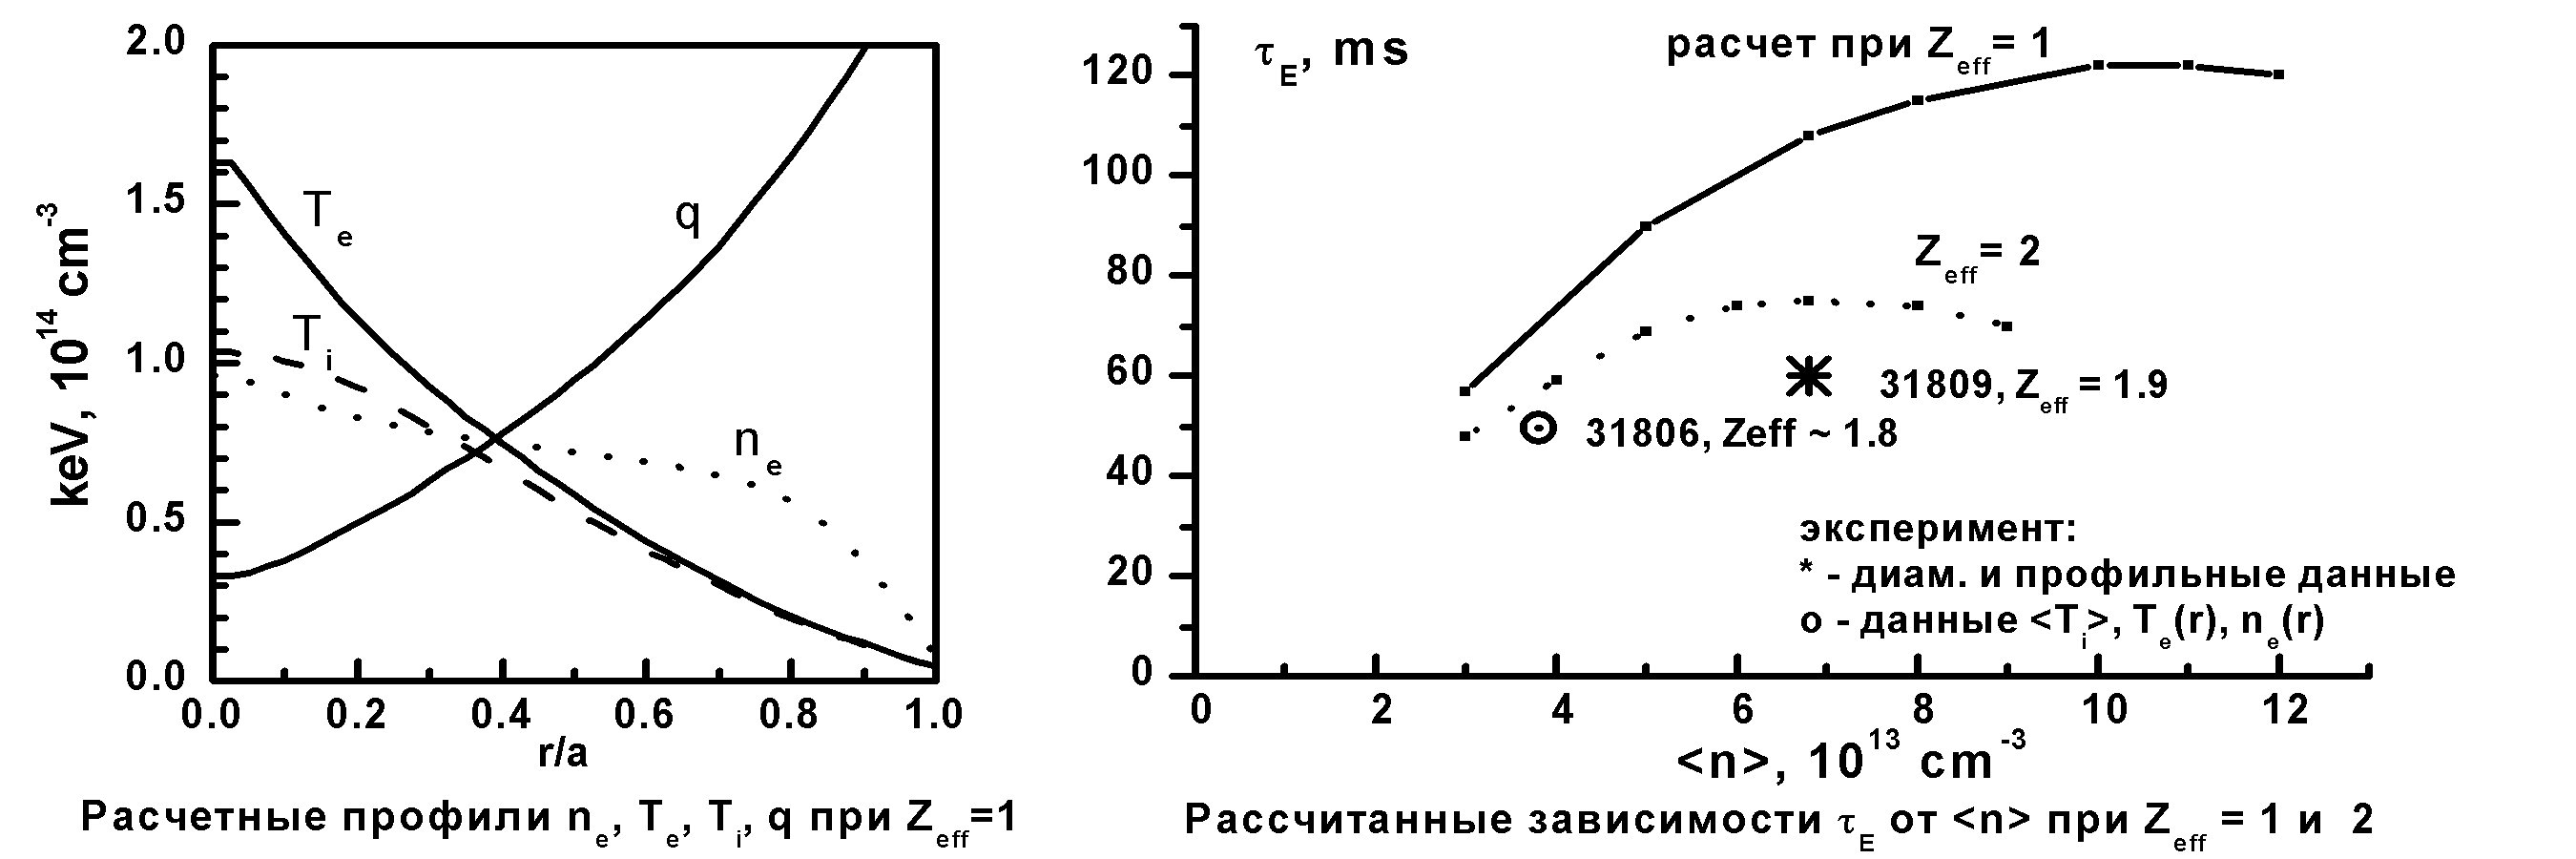 2.0
1.5
1.0
0.5
0.0
keV, 10^14 cm^-3
T_e
T_i
q
n_e
0.0 0.2 0.4 0.6 0.8 1.0
r/a
Расчетные профили n_e, T_e, T_i, q при Z_eff=1
τ_E, ms
расчет при Z_eff = 1
120
100
80
60
40
20
0
Z_eff = 2
31809, Z_eff = 1.9
31806, Zeff ~ 1.8
эксперимент:
* - диам. и профильные данные
о - данные <T_i>, T_e(r), n_e(r)
0 2 4 6 8 10 12
<n>, 10^13 cm^-3
Рассчитанные зависимости τ_E от <n> при Z_eff = 1 и 2